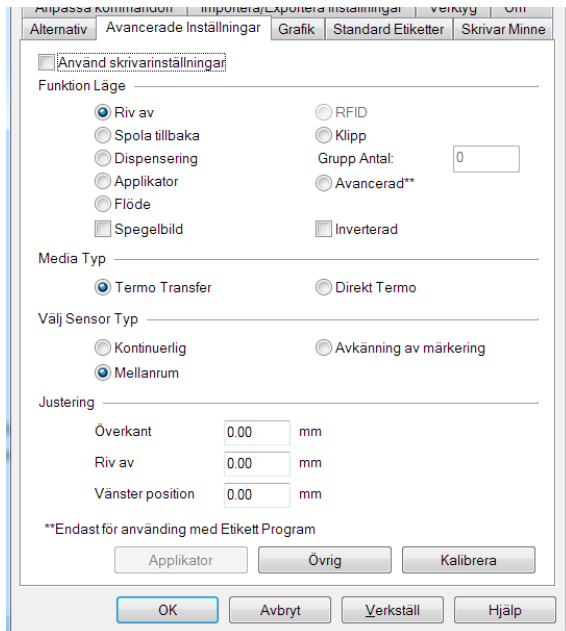 Anpassa kommandon Importera/Exportera Inställningar Verktyg Om
Alternativ Avancerade Inställningar Grafik Standard Etiketter Skrivar Minne
Använd skrivarinställningar
Funktion Läge
Riv av RFID
Spola tillbaka Klipp
Dispensering Grupp Antal: 0
Applikator Avancerad**
Flöde
Spegelbild Inverterad
Media Typ
Termo Transfer Direkt Termo
Välj Sensor Typ
Kontinuerlig Avkänning av märkering
Mellanrum
Justering
Överkant 0.00 mm
Riv av 0.00 mm
Vänster position 0.00 mm
**Endast för använding med Etikett Program
Applikator Övrig Kalibrera
OK Avbryt Verkställ Hjälp